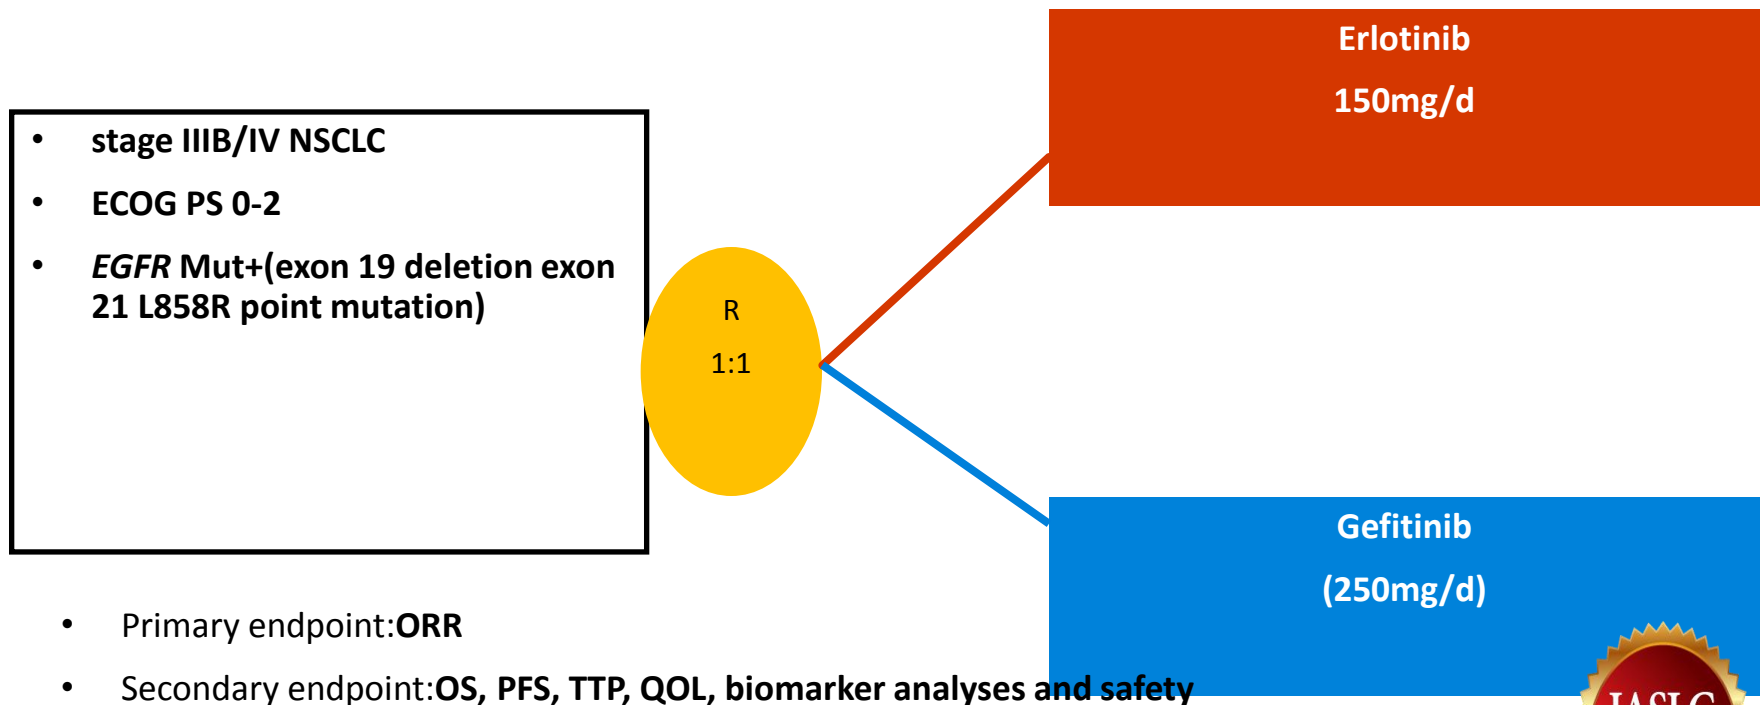 • stage IIIB/IV NSCLC
• ECOG PS 0-2
• EGFR Mut+(exon 19 deletion exon
21 L858R point mutation)
R
1:1
Erlotinib
150mg/d
Gefitinib
(250mg/d)
• Primary endpoint:ORR
• Secondary endpoint:OS, PFS, TTP, QOL, biomarker analyses and safety
IASLC